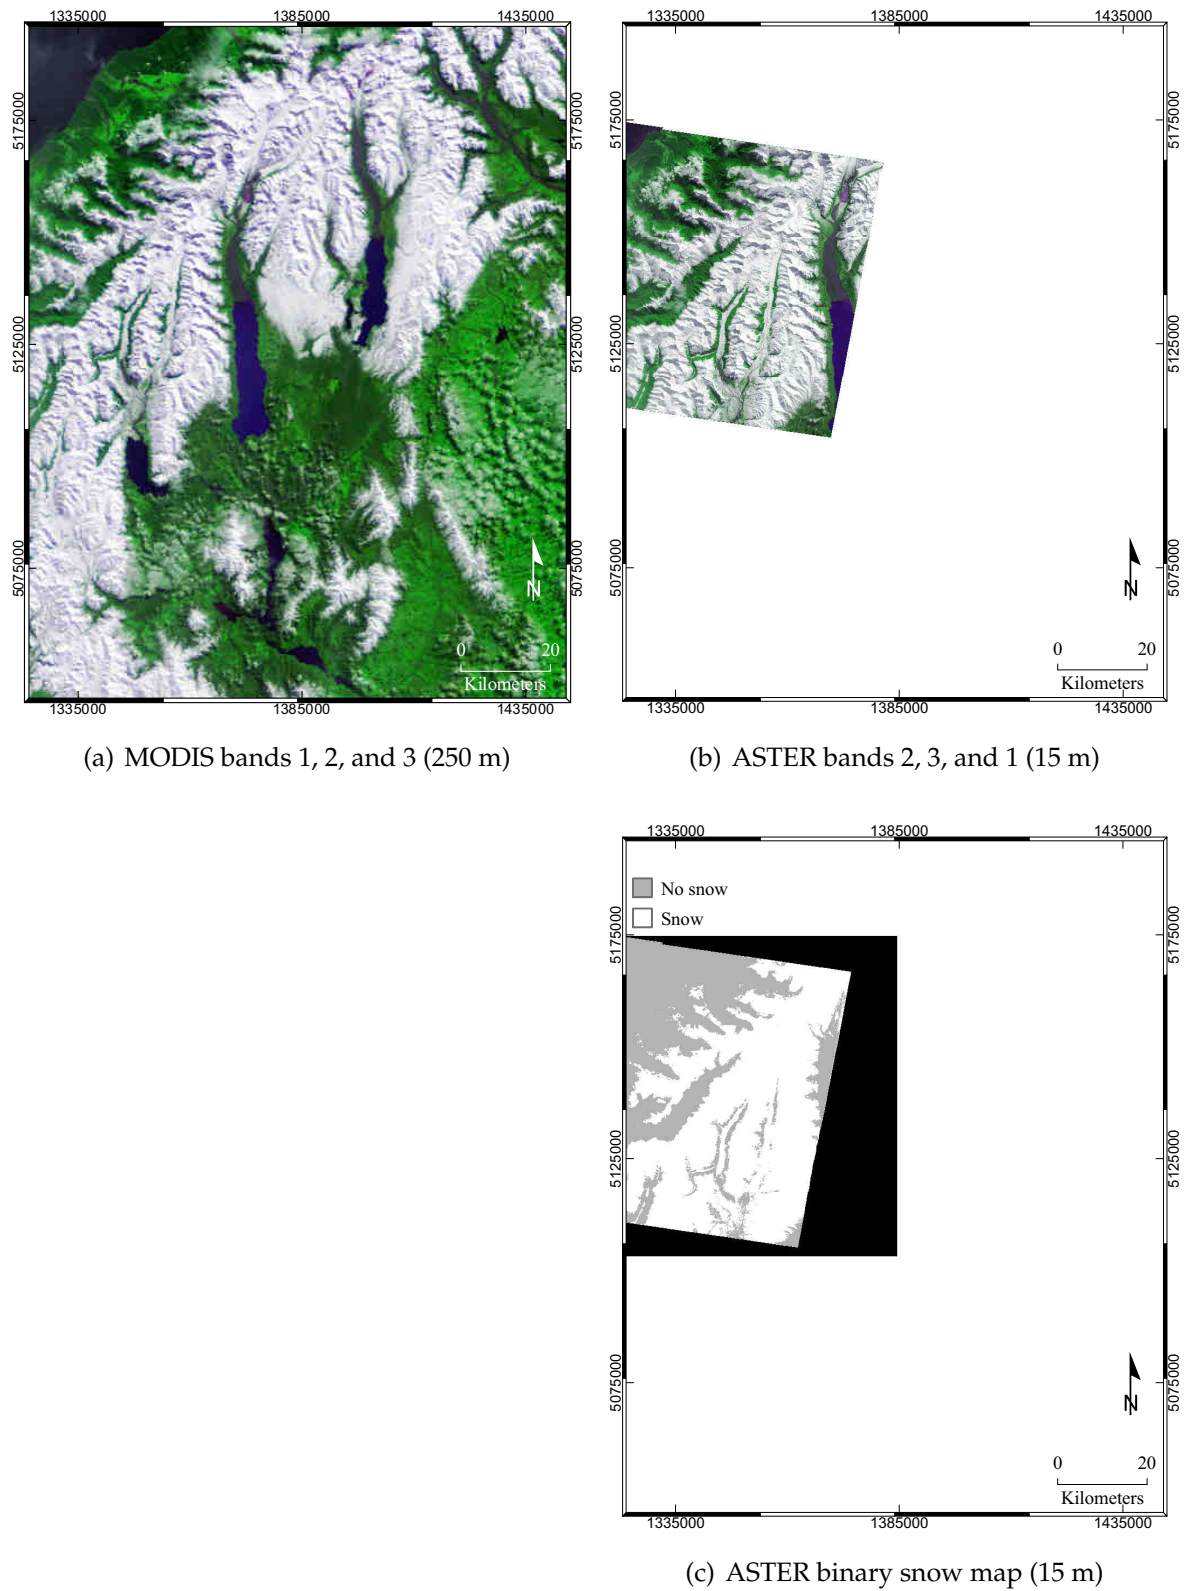 1335000 1385000 1435000
5175000 5175000
5125000 5125000
5075000 5075000
N
0 20
Kilometers
1335000 1385000 1435000
(a) MODIS bands 1, 2, and 3 (250 m)
1335000 1385000 1435000
5175000 5175000
5125000 5125000
5075000 5075000
N
0 20
Kilometers
1335000 1385000 1435000
(b) ASTER bands 2, 3, and 1 (15 m)
1335000 1385000 1435000
No snow
Snow
5175000 5175000
5125000 5125000
5075000 5075000
N
0 20
Kilometers
1335000 1385000 1435000
(c) ASTER binary snow map (15 m)